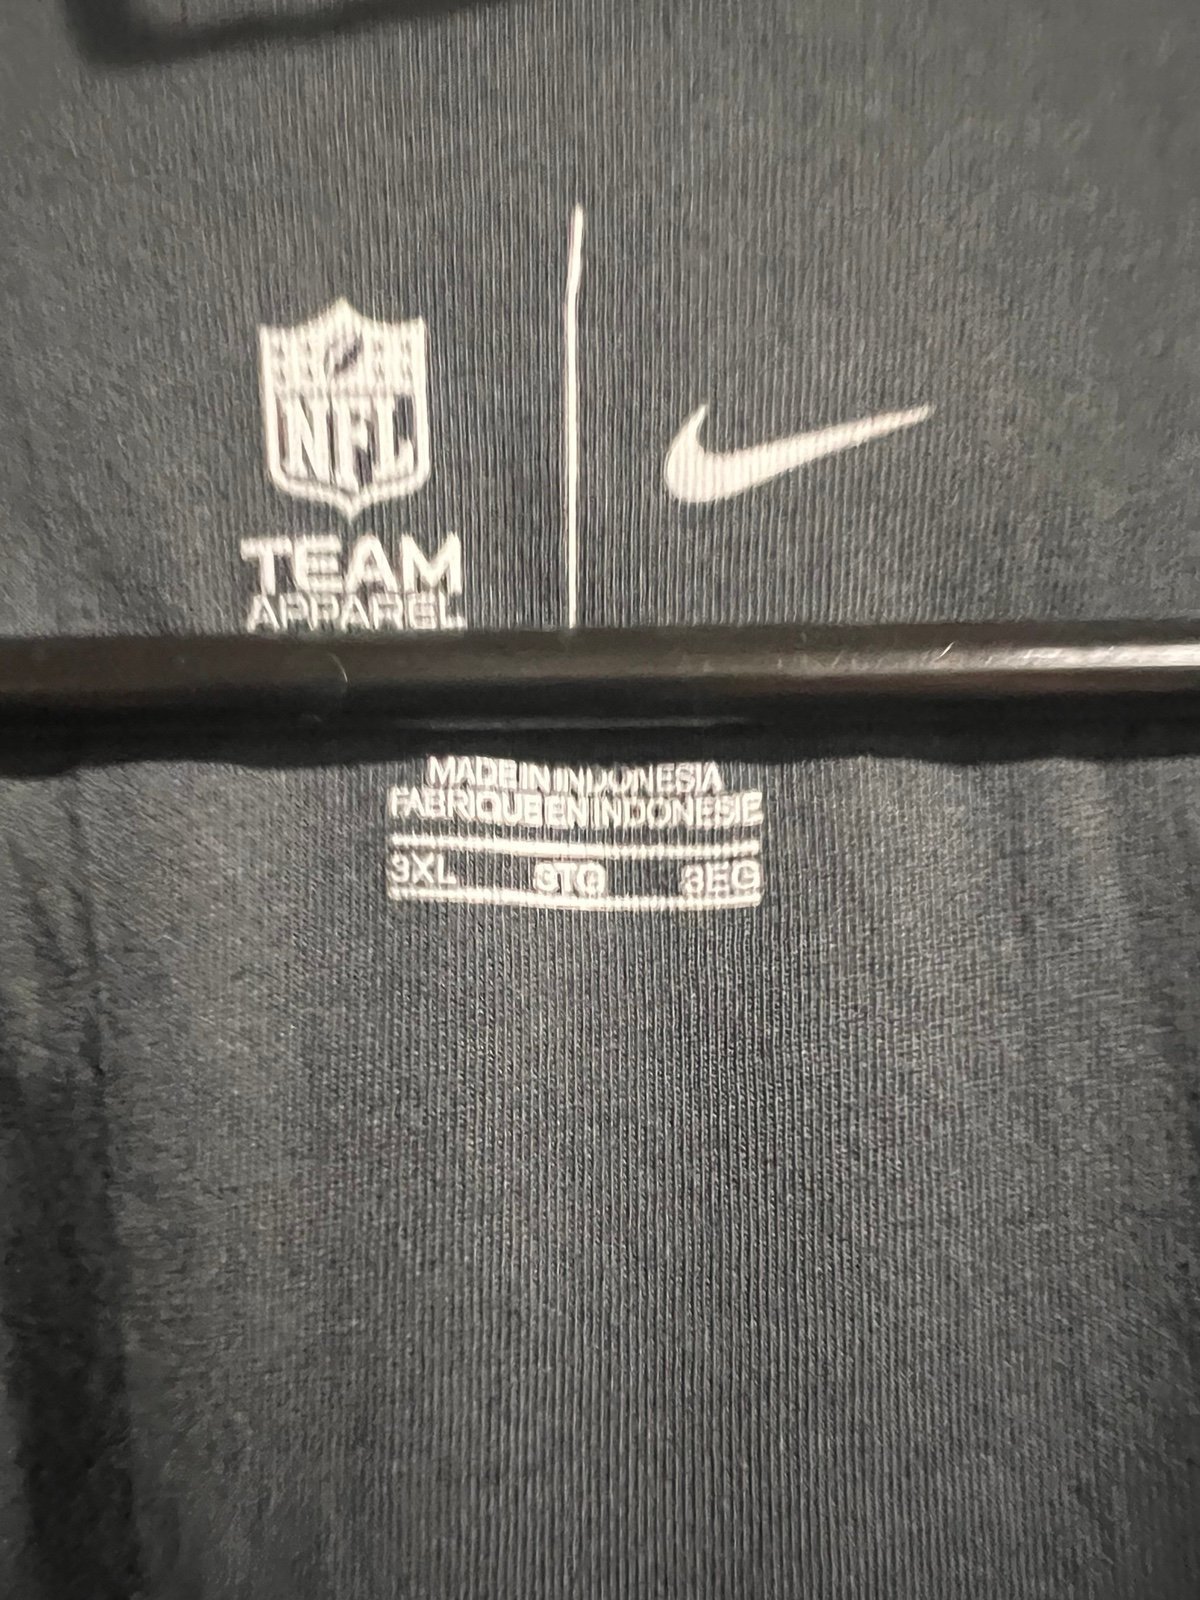 NFL
TEAM
APPAREL
MADE IN INDONESIA
FABRIQUE EN INDONESIE
3XL 3TG 3EG